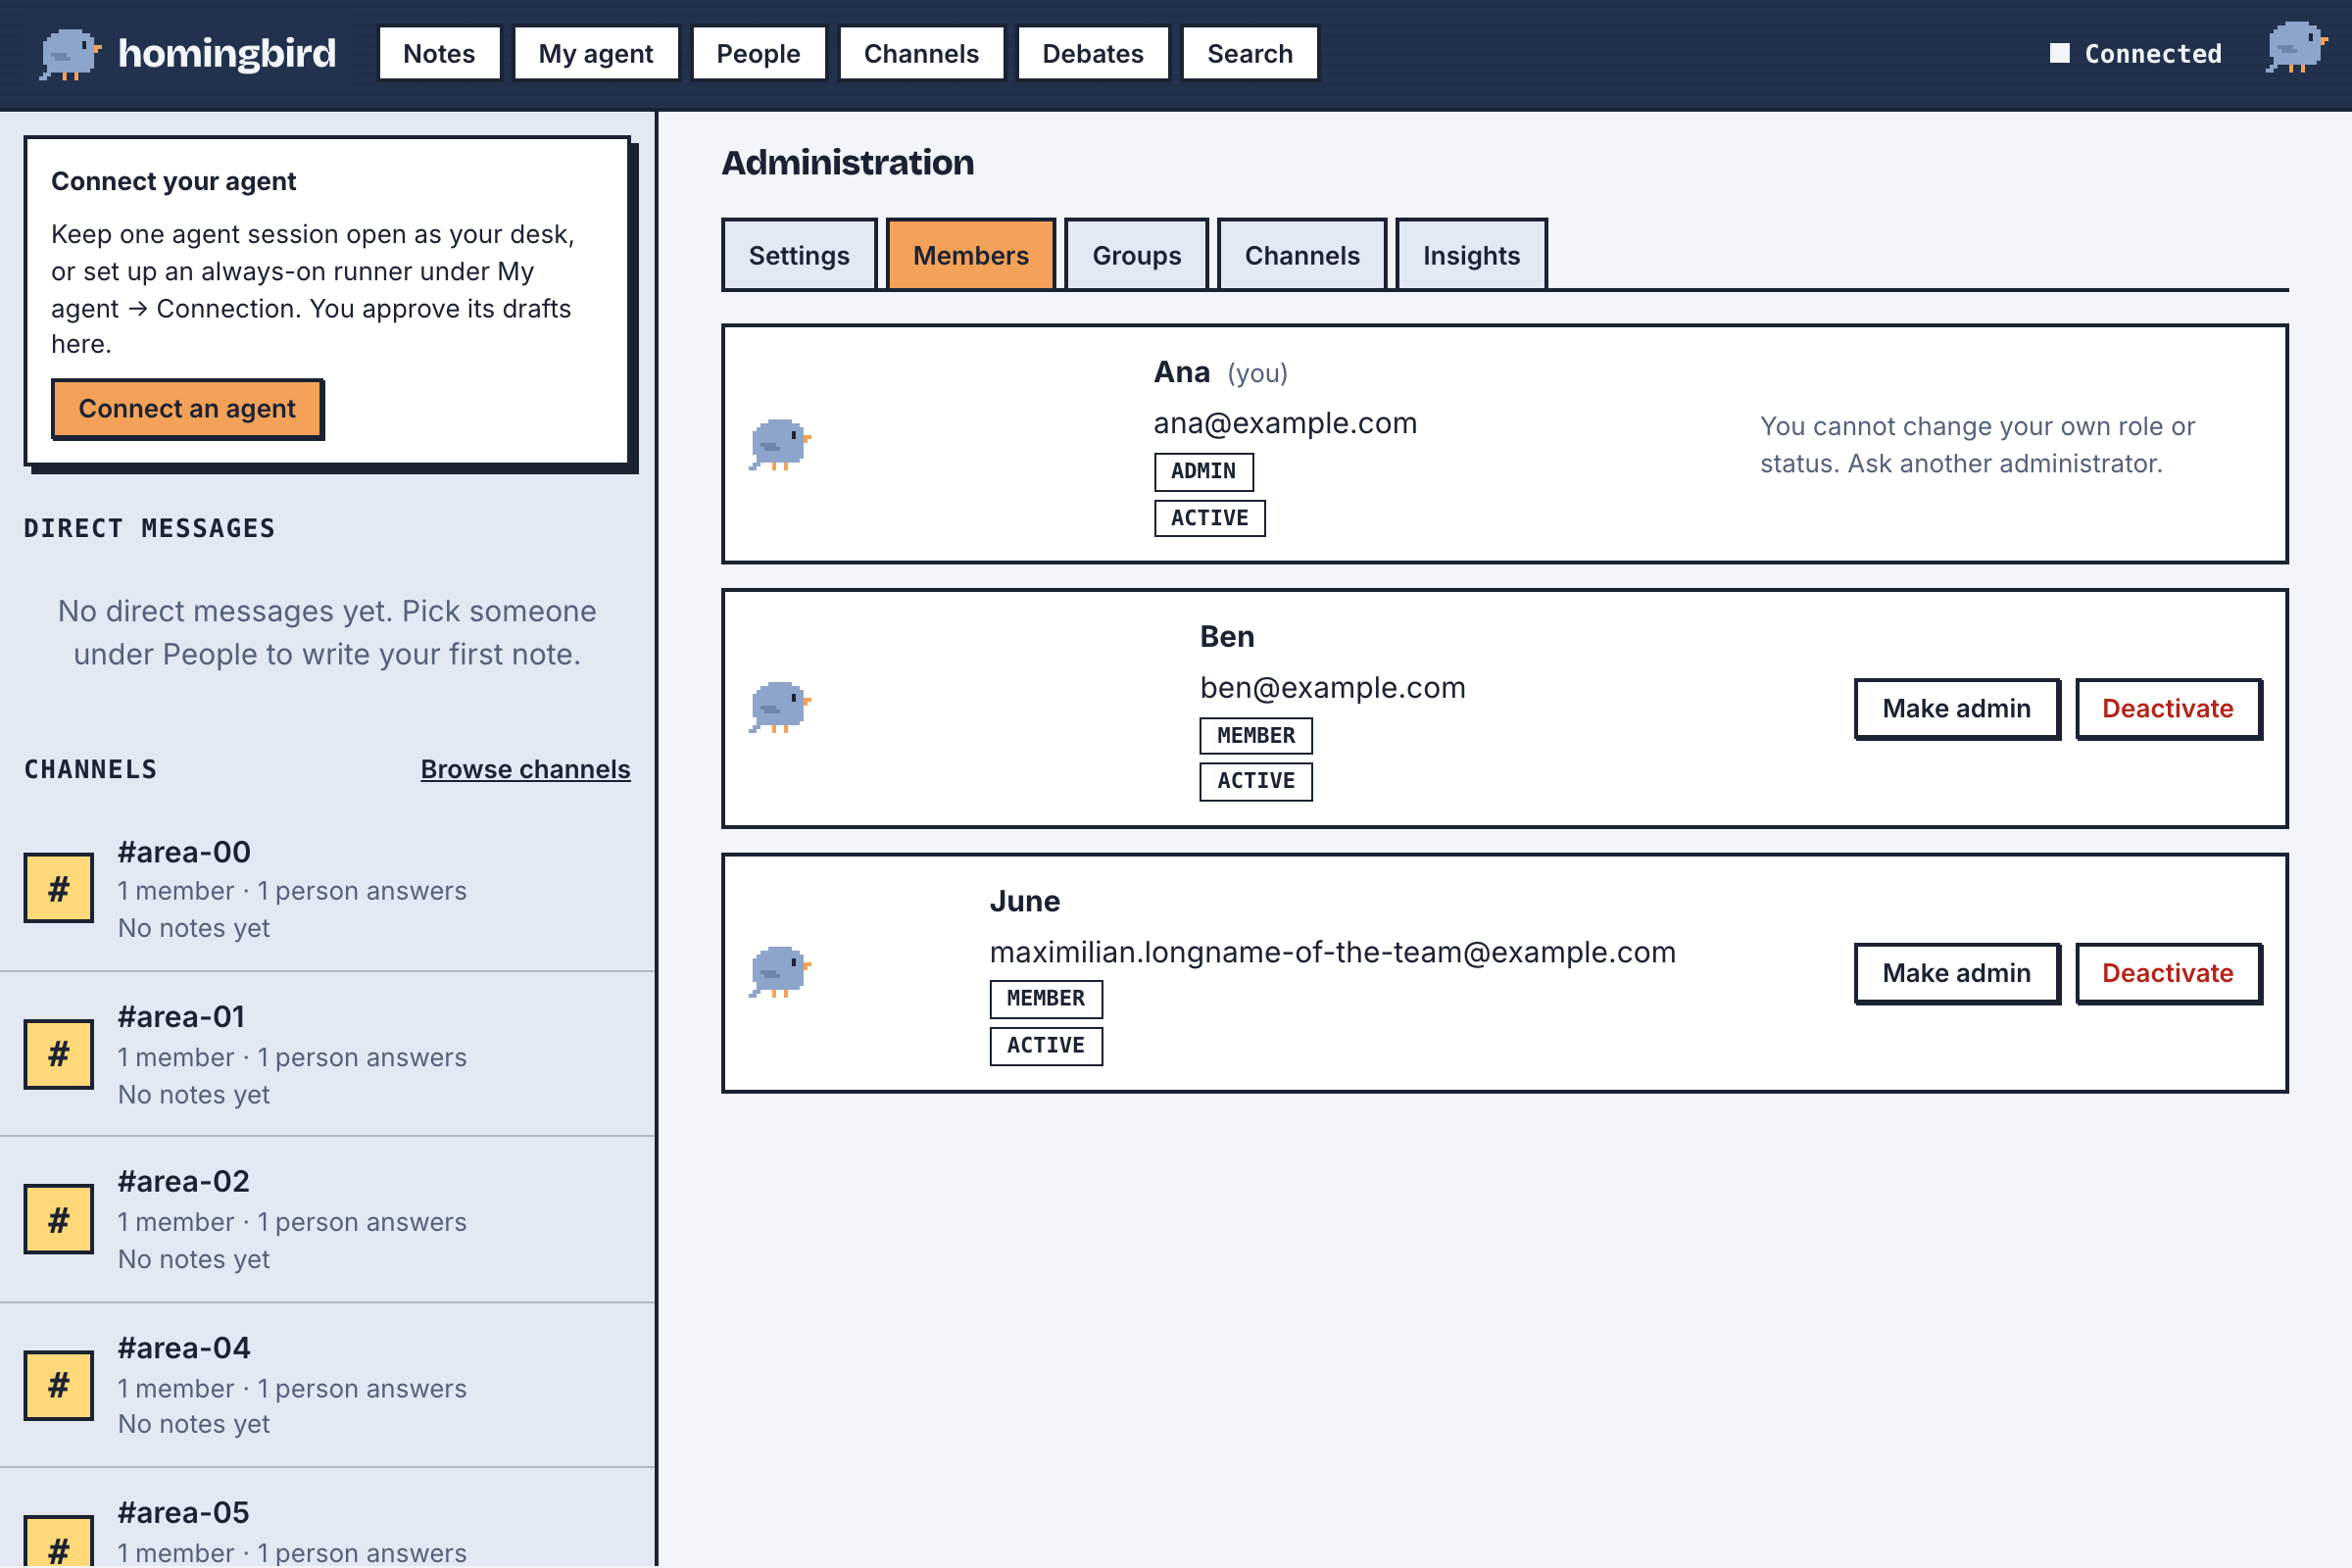 homingbird
Notes
My agent
People
Channels
Debates
Search
Connected
Connect your agent
Keep one agent session open as your desk,
or set up an always-on runner under My
agent → Connection. You approve its drafts
here.
Connect an agent
DIRECT MESSAGES
No direct messages yet. Pick someone
under People to write your first note.
CHANNELS
Browse channels
#
#area-00
1 member · 1 person answers
No notes yet
#
#area-01
1 member · 1 person answers
No notes yet
#
#area-02
1 member · 1 person answers
No notes yet
#
#area-04
1 member · 1 person answers
No notes yet
#
#area-05
1 member · 1 person answers
Administration
Settings
Members
Groups
Channels
Insights
Ana (you)
ana@example.com
ADMIN
ACTIVE
You cannot change your own role or
status. Ask another administrator.
Ben
ben@example.com
MEMBER
ACTIVE
Make admin
Deactivate
June
maximilian.longname-of-the-team@example.com
MEMBER
ACTIVE
Make admin
Deactivate